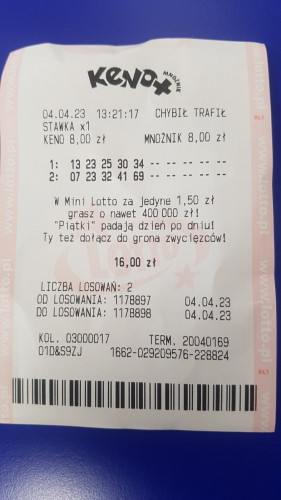 KENO+ MNOŻNIK
04.04.23 13:21:17 CHYBIŁ TRAFIŁ
STAWKA x1
KENO 8,00 zł MNOŻNIK 8,00 zł
1: 13 23 25 30 34 -- -- -- -- --
2: 07 23 32 41 69 -- -- -- -- --
W Mini Lotto za jedyne 1,50 zł
grasz o nawet 400 000 zł!
"Piątki" padają dzień po dniu!
Ty też dołącz do grona zwycięzców!
16,00 zł
LICZBA LOSOWAŃ: 2
OD LOSOWANIA: 1178897 04.04.23
DO LOSOWANIA: 1178898 04.04.23
KOL. 03000017 TERM. 20040169
01D&S9ZJ 1662-029209576-228824